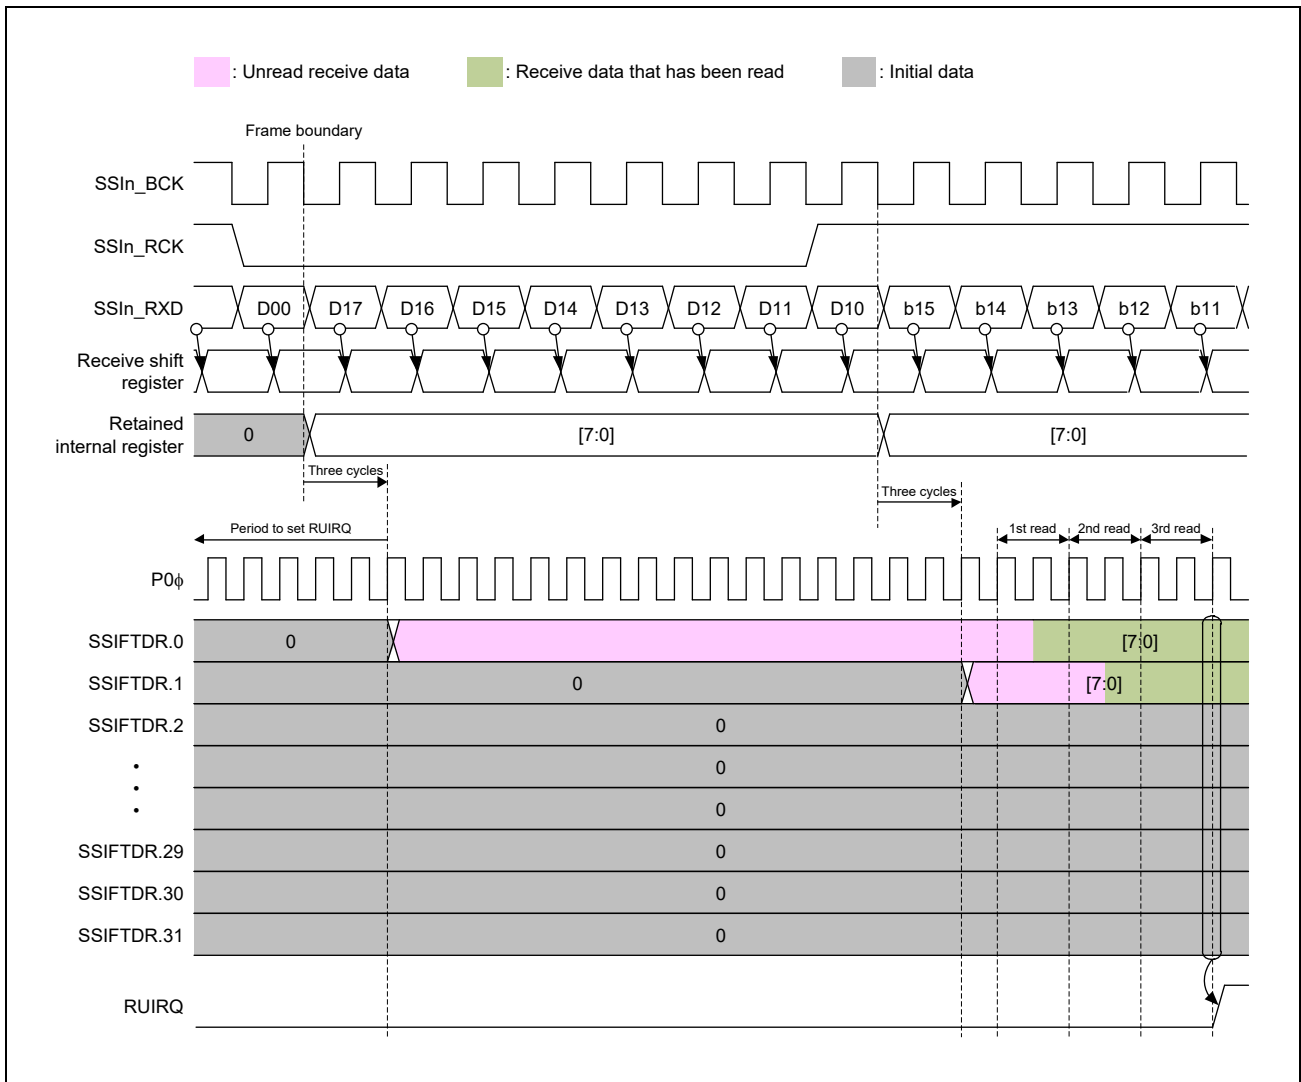 : Unread receive data : Receive data that has been read : Initial data
Frame boundary
SSIn_BCK
SSIn_RCK
SSIn_RXD D00 D17 D16 D15 D14 D13 D12 D11 D10 b15 b14 b13 b12 b11
Receive shift
register
Retained
internal register 0 [7:0] [7:0]
Three cycles Three cycles
Period to set RUIRQ 1st read 2nd read 3rd read
P0ϕ
SSIFTDR.0 0 [7:0]
SSIFTDR.1 0 [7:0]
SSIFTDR.2 0
0
0
SSIFTDR.29 0
SSIFTDR.30 0
SSIFTDR.31 0
RUIRQ